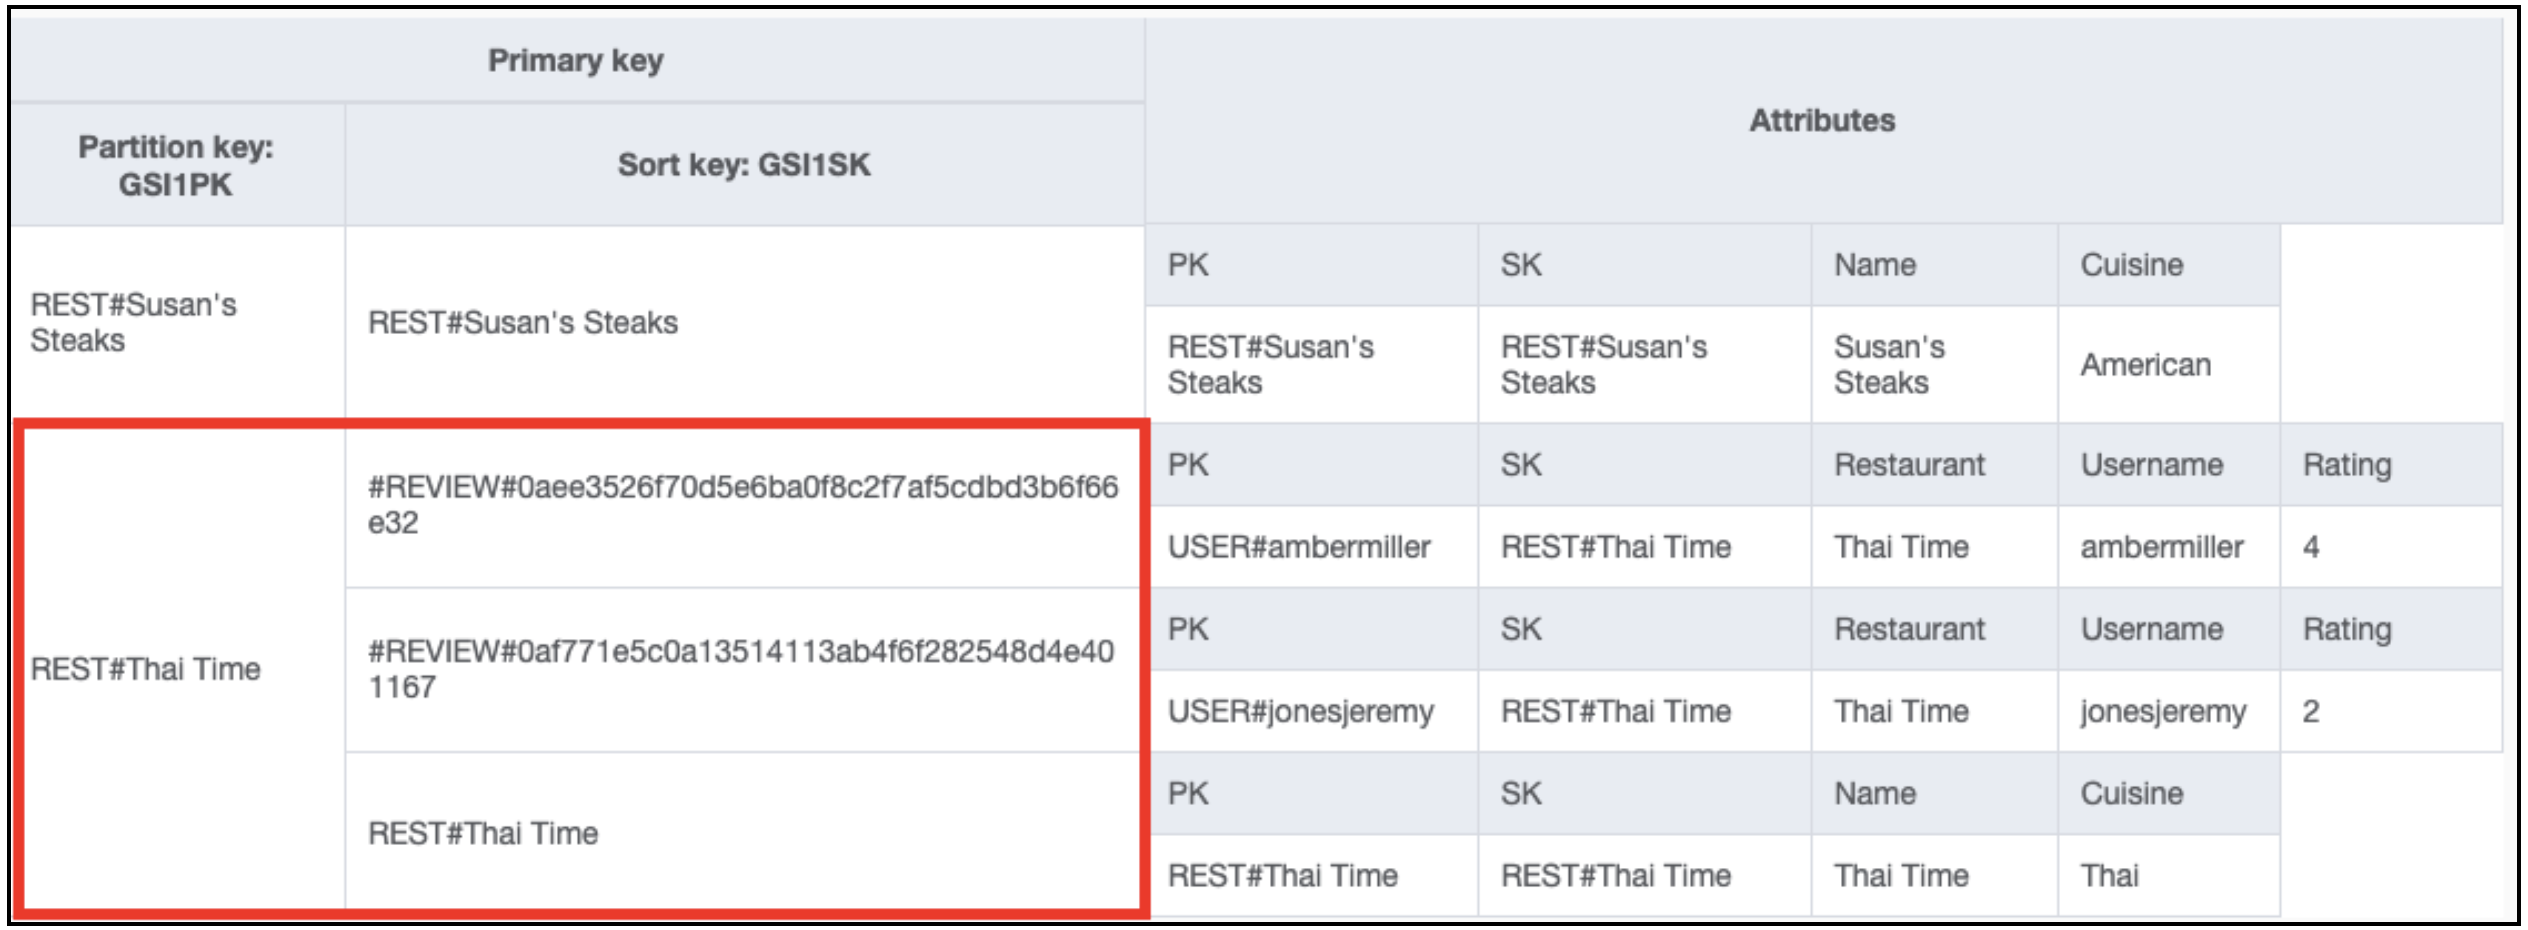 Primary key
Attributes
Partition key:
GSI1PK
Sort key: GSI1SK
REST#Susan's
Steaks
REST#Susan's Steaks
PK
SK
Name
Cuisine
REST#Susan's
Steaks
REST#Susan's
Steaks
Susan's
Steaks
American
REST#Thai Time
#REVIEW#0aee3526f70d5e6ba0f8c2f7af5cdbd3b6f66
e32
PK
SK
Restaurant
Username
Rating
USER#ambermiller
REST#Thai Time
Thai Time
ambermiller
4
#REVIEW#0af771e5c0a13514113ab4f6f282548d4e40
1167
PK
SK
Restaurant
Username
Rating
USER#jonesjeremy
REST#Thai Time
Thai Time
jonesjeremy
2
REST#Thai Time
PK
SK
Name
Cuisine
REST#Thai Time
REST#Thai Time
Thai Time
Thai